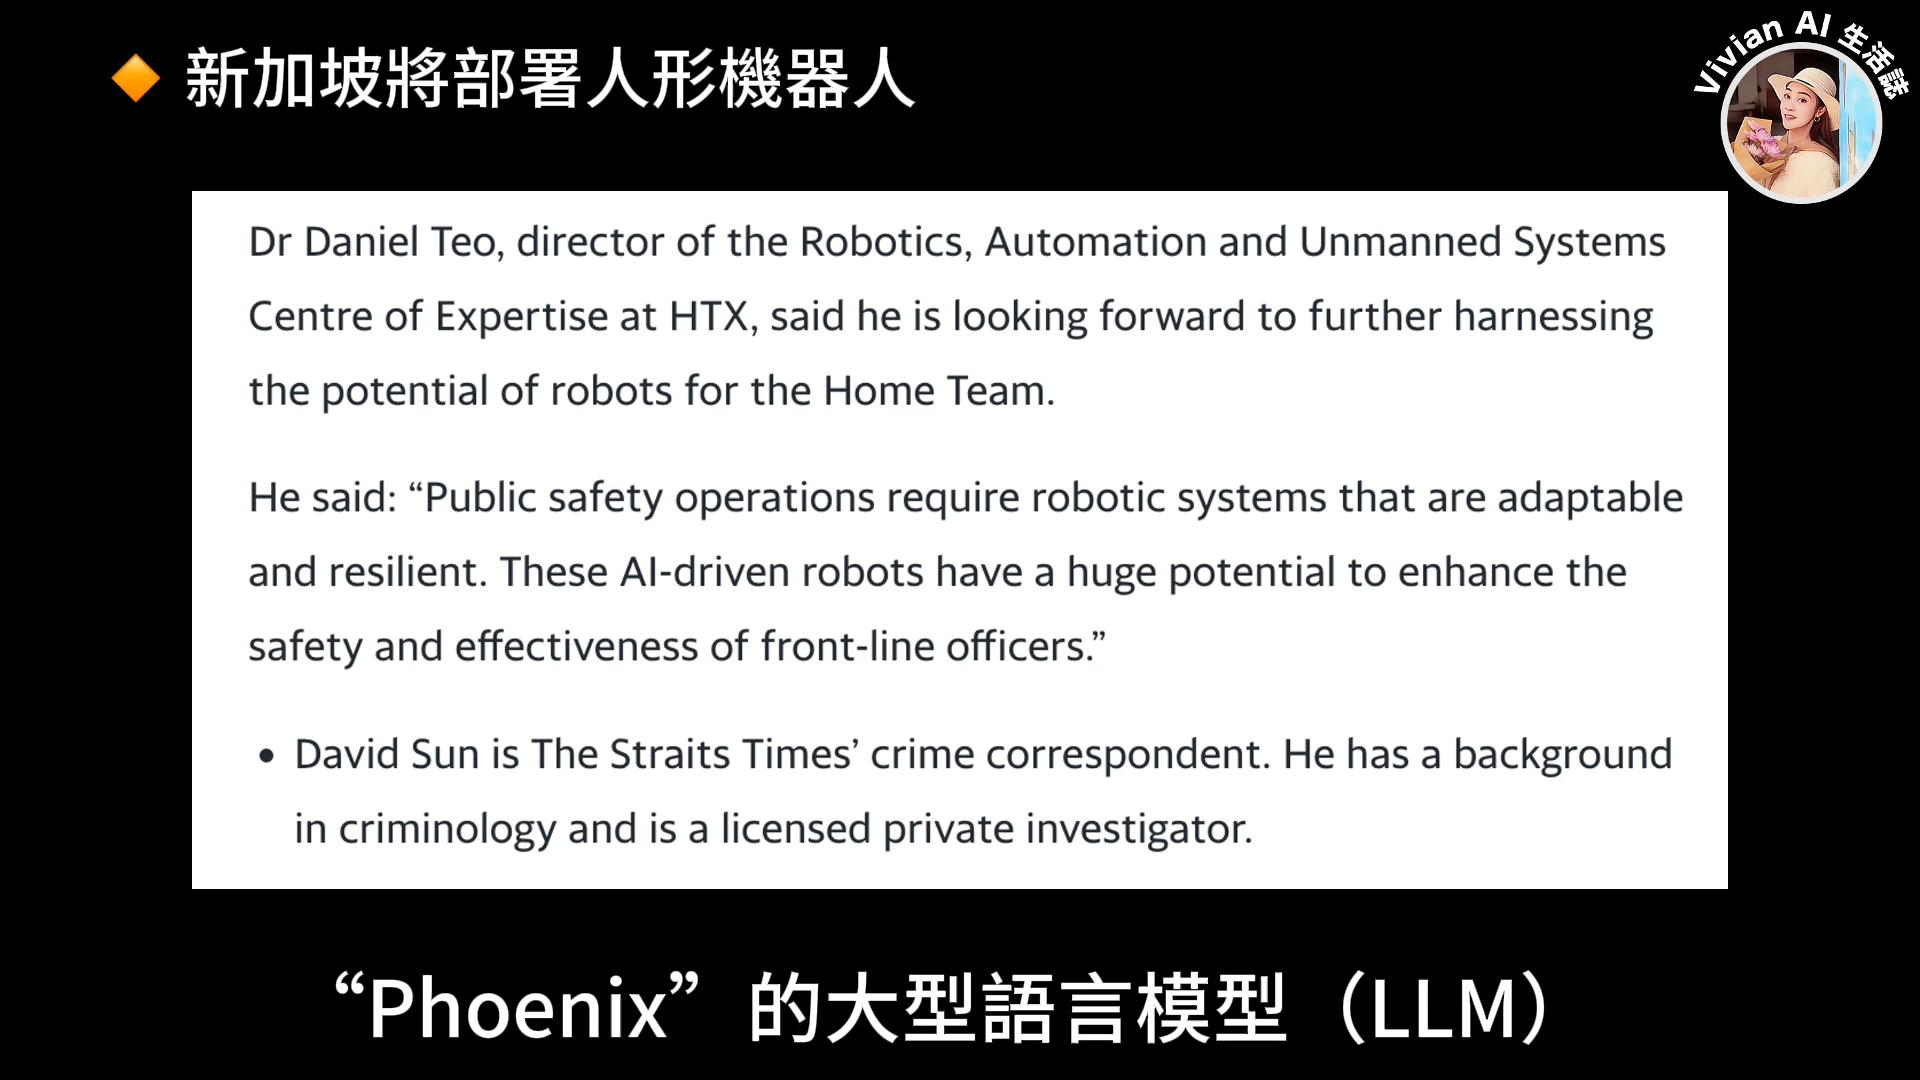 新加坡將部署人形機器人
Vivian AI 生活誌
Dr Daniel Teo, director of the Robotics, Automation and Unmanned Systems
Centre of Expertise at HTX, said he is looking forward to further harnessing
the potential of robots for the Home Team.
He said: “Public safety operations require robotic systems that are adaptable
and resilient. These AI-driven robots have a huge potential to enhance the
safety and effectiveness of front-line officers.”
• David Sun is The Straits Times’ crime correspondent. He has a background
in criminology and is a licensed private investigator.
“Phoenix”的大型語言模型（LLM）